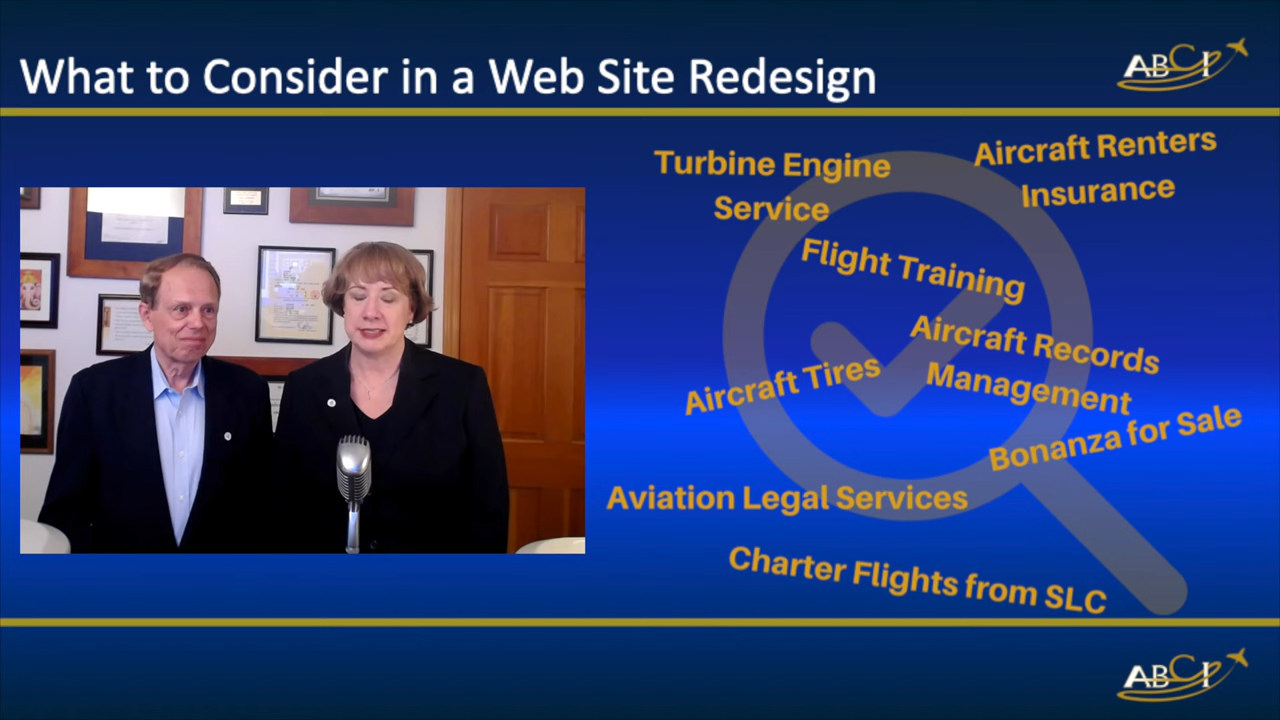 What to Consider in a Web Site Redesign
ABCI
Turbine Engine
Service
Aircraft Renters
Insurance
Flight Training
Aircraft Records
Management
Aircraft Tires
Bonanza for Sale
Aviation Legal Services
Charter Flights from SLC
ABCI